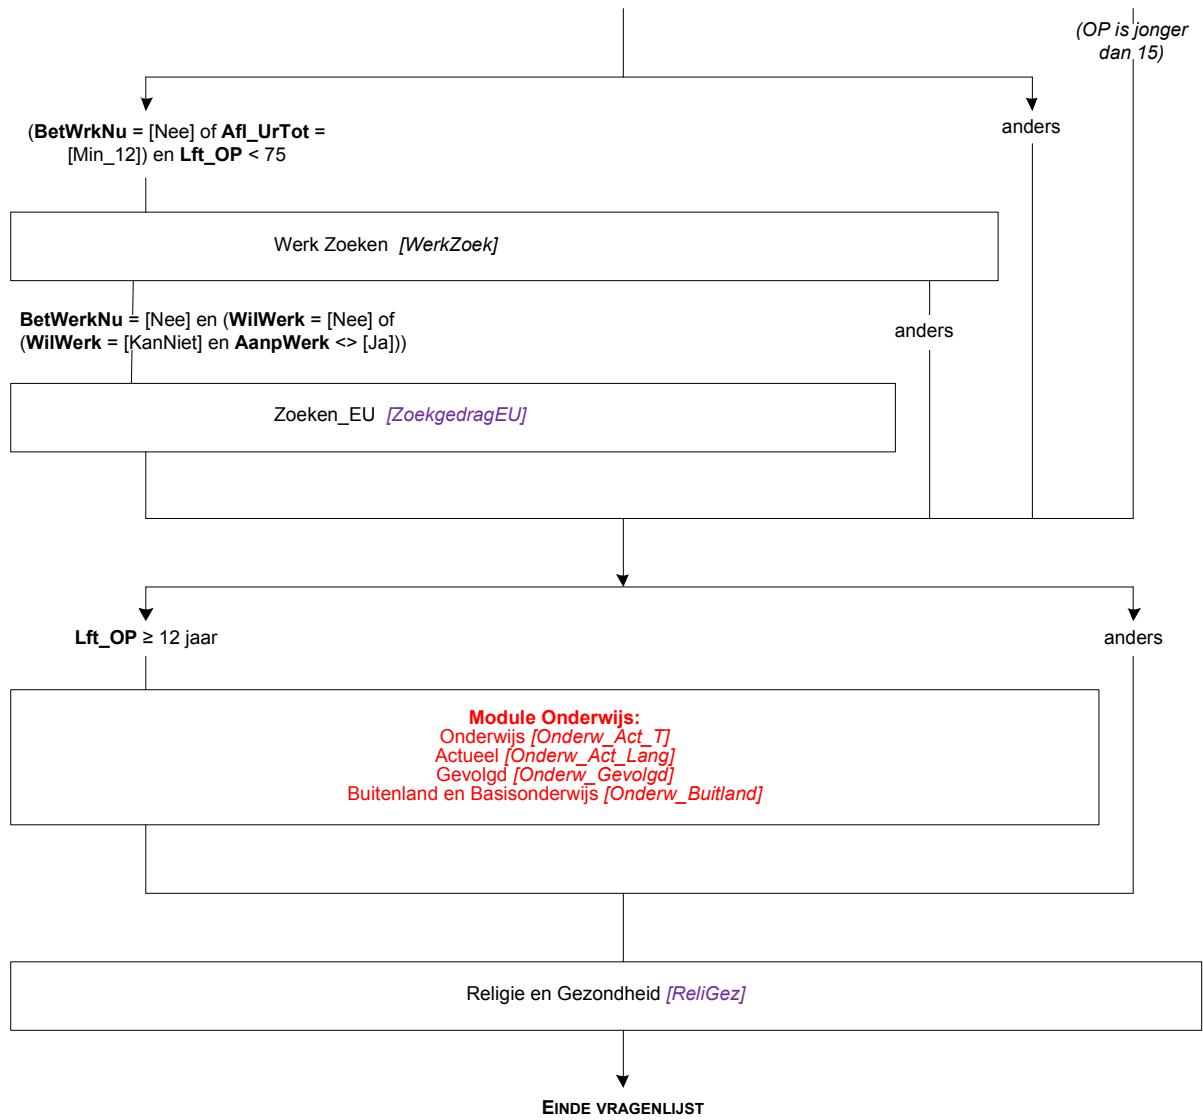 (OP is jonger
dan 15)
(BetWrkNu = [Nee] of Afl_UrTot =
[Min_12]) en Lft_OP < 75
anders
Werk Zoeken [WerkZoek]
BetWerkNu = [Nee] en (WilWerk = [Nee] of
(WilWerk = [KanNiet] en AanpWerk <> [Ja]))
anders
Zoeken_EU [ZoekgedragEU]
Lft_OP ≥ 12 jaar
anders
Module Onderwijs:
Onderwijs [Onderw_Act_T]
Actueel [Onderw_Act_Lang]
Gevolgd [Onderw_Gevolgd]
Buitenland en Basisonderwijs [Onderw_Buitland]
Religie en Gezondheid [ReliGez]
EINDE VRAGENLIJST